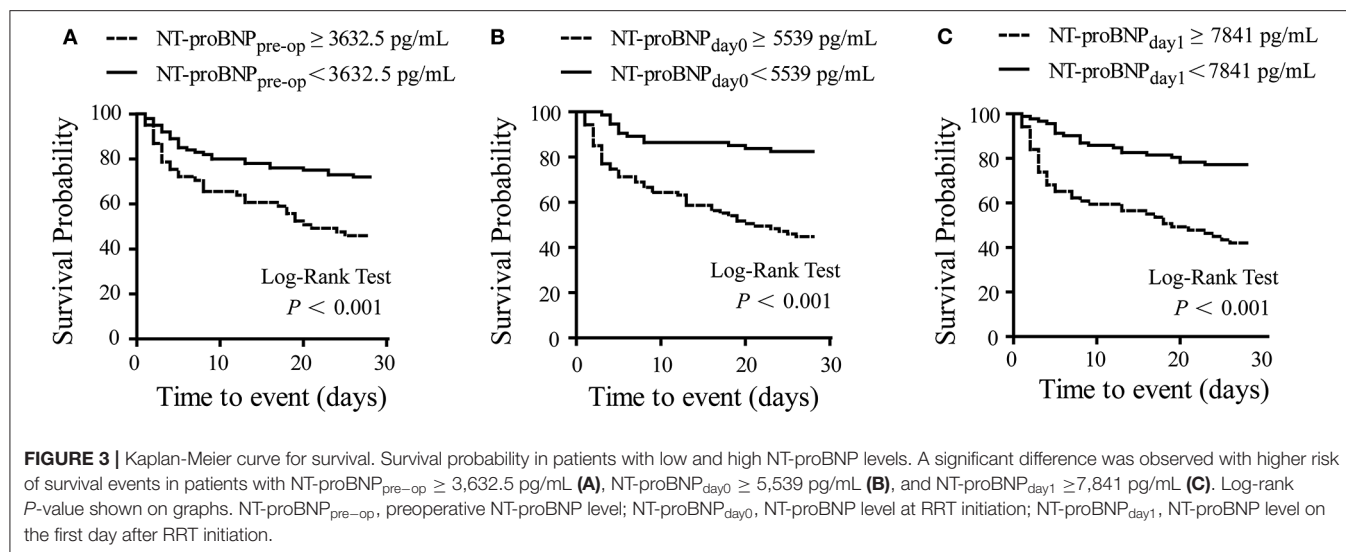 A
NT-proBNPpre-op ≥ 3632.5 pg/mL
NT-proBNPpre-op < 3632.5 pg/mL
Survival Probability
100
80
60
40
20
0
Log-Rank Test
P < 0.001
0 10 20 30
Time to event (days)
B
NT-proBNPday0 ≥ 5539 pg/mL
NT-proBNPday0 < 5539 pg/mL
Survival Probability
100
80
60
40
20
0
Log-Rank Test
P < 0.001
0 10 20 30
Time to event (days)
C
NT-proBNPday1 ≥ 7841 pg/mL
NT-proBNPday1 < 7841 pg/mL
Survival Probability
100
80
60
40
20
0
Log-Rank Test
P < 0.001
0 10 20 30
Time to event (days)
FIGURE 3 | Kaplan-Meier curve for survival. Survival probability in patients with low and high NT-proBNP levels. A significant difference was observed with higher risk
of survival events in patients with NT-proBNPpre−op ≥ 3,632.5 pg/mL (A), NT-proBNPday0 ≥ 5,539 pg/mL (B), and NT-proBNPday1 ≥7,841 pg/mL (C). Log-rank
P-value shown on graphs. NT-proBNPpre−op, preoperative NT-proBNP level; NT-proBNPday0, NT-proBNP level at RRT initiation; NT-proBNPday1, NT-proBNP level on
the first day after RRT initiation.